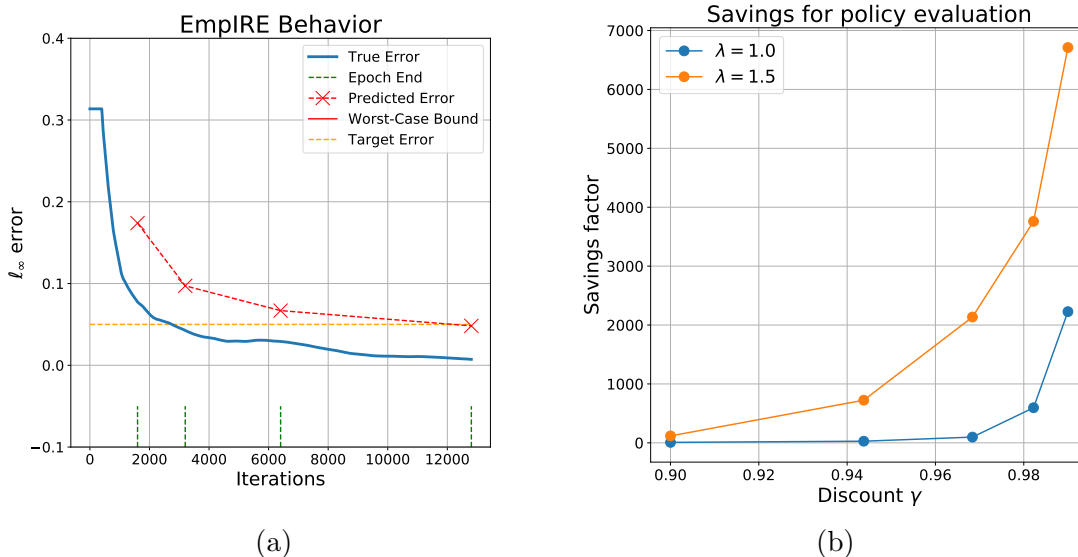 EmpIRE Behavior
0.4
0.3
0.2
0.1
0.0
−0.1
ℓ∞ error
True Error
Epoch End
Predicted Error
Worst-Case Bound
Target Error
0 2000 4000 6000 8000 10000 12000
Iterations
(a)
Savings for policy evaluation
7000
6000
5000
4000
3000
2000
1000
0
Savings factor
λ = 1.0
λ = 1.5
0.90 0.92 0.94 0.96 0.98
Discount γ
(b)